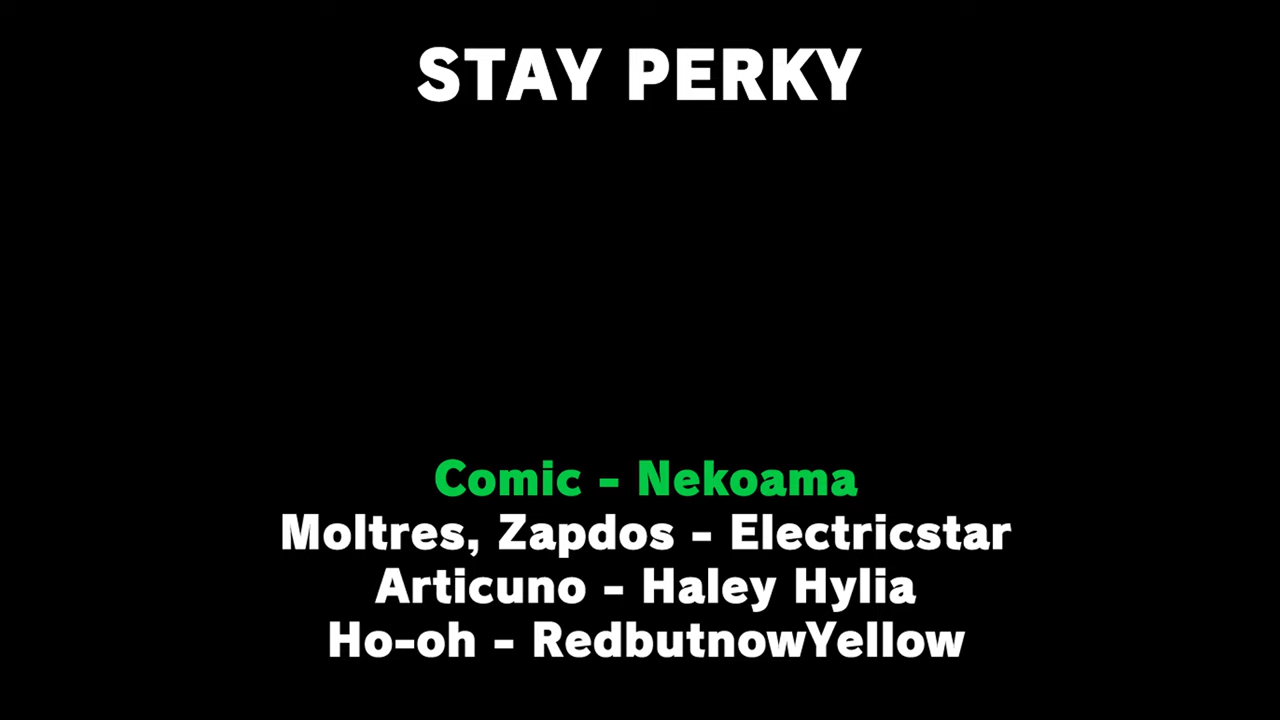 STAY PERKY
Comic - Nekoama
Moltres, Zapdos - Electricstar
Articuno - Haley Hylia
Ho-oh - RedbutnowYellow